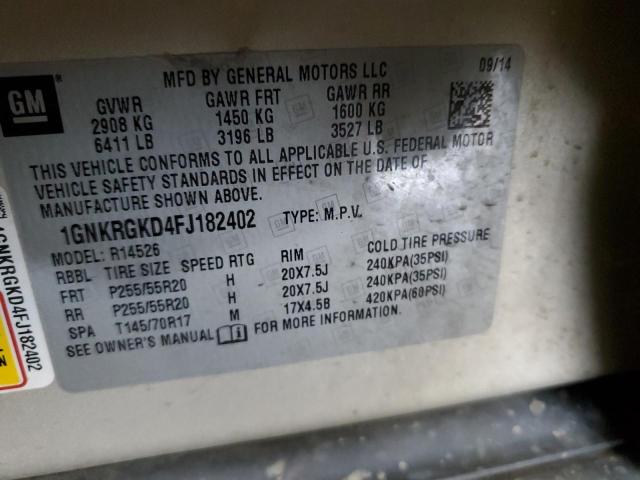 GM
MFD BY GENERAL MOTORS LLC 09/14
GVWR GAWR FRT GAWR RR
2908 KG 1450 KG 1600 KG
6411 LB 3196 LB 3527 LB
THIS VEHICLE CONFORMS TO ALL APPLICABLE U.S. FEDERAL MOTOR
VEHICLE SAFETY STANDARDS IN EFFECT ON THE DATE OF
MANUFACTURE SHOWN ABOVE.
1GNKRGKD4FJ182402 TYPE: M.P.V.
MODEL: R14526
RBBL TIRE SIZE SPEED RTG RIM COLD TIRE PRESSURE
FRT P255/55R20 H 20X7.5J 240KPA(35PSI)
RR P255/55R20 H 20X7.5J 240KPA(35PSI)
SPA T145/70R17 M 17X4.5B 420KPA(60PSI)
SEE OWNER'S MANUAL FOR MORE INFORMATION.
1GNKRGKD4FJ182402